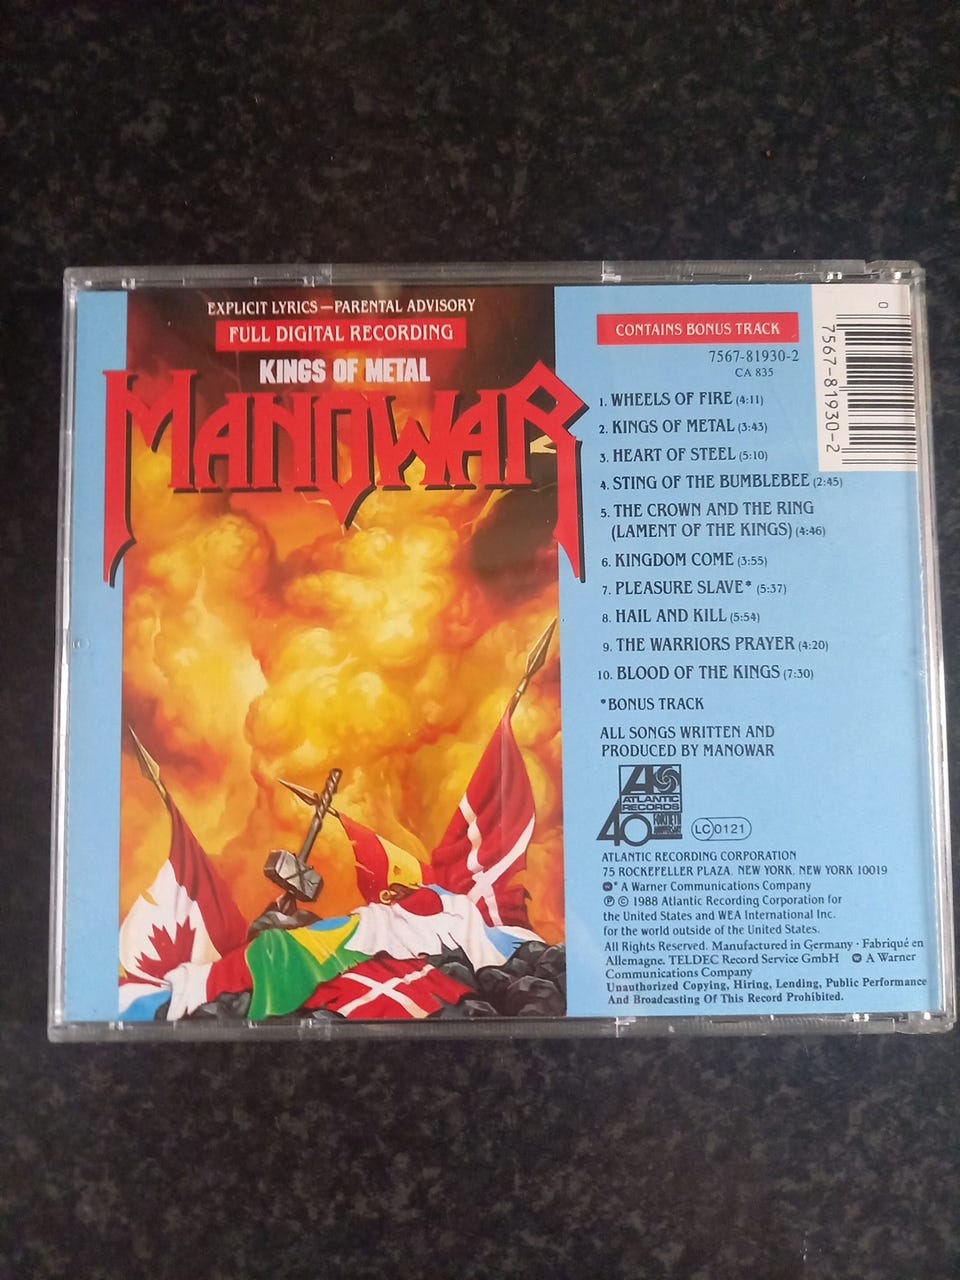 EXPLICIT LYRICS—PARENTAL ADVISORY
FULL DIGITAL RECORDING
KINGS OF METAL
MANOWAR
CONTAINS BONUS TRACK
7567-81930-2
CA 835
1. WHEELS OF FIRE (4:11)
2. KINGS OF METAL (3:43)
3. HEART OF STEEL (5:10)
4. STING OF THE BUMBLEBEE (2:45)
5. THE CROWN AND THE RING
(LAMENT OF THE KINGS) (4:46)
6. KINGDOM COME (3:55)
7. PLEASURE SLAVE* (5:37)
8. HAIL AND KILL (5:54)
9. THE WARRIORS PRAYER (4:20)
10. BLOOD OF THE KINGS (7:30)
*BONUS TRACK
ALL SONGS WRITTEN AND
PRODUCED BY MANOWAR
ATLANTIC
RECORDS
40 FORTIETH
ANNIVERSARY
LC 0121
ATLANTIC RECORDING CORPORATION
75 ROCKEFELLER PLAZA, NEW YORK, NEW YORK 10019
® A Warner Communications Company
℗ © 1988 Atlantic Recording Corporation for
the United States and WEA International Inc.
for the world outside of the United States.
All Rights Reserved. Manufactured in Germany · Fabriqué en
Allemagne. TELDEC Record Service GmbH A Warner
Communications Company
Unauthorized Copying, Hiring, Lending, Public Performance
And Broadcasting Of This Record Prohibited.
0
7567-81930-2